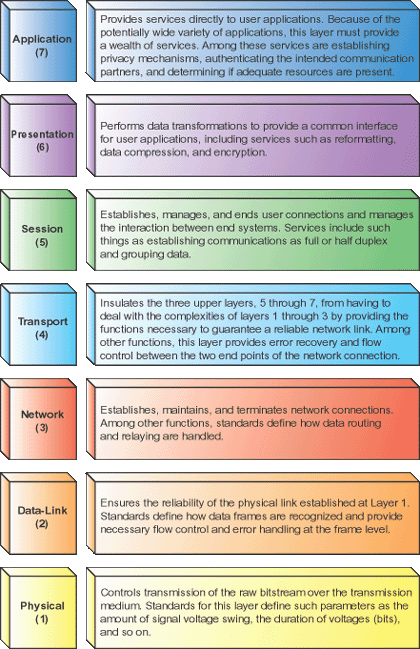 Application
(7)
Provides services directly to user applications. Because of the
potentially wide variety of applications, this layer must provide
a wealth of services. Among these services are establishing
privacy mechanisms, authenticating the intended communication
partners, and determining if adequate resources are present.
Presentation
(6)
Performs data transformations to provide a common interface
for user applications, including services such as reformatting,
data compression, and encryption.
Session
(5)
Establishes, manages, and ends user connections and manages
the interaction between end systems. Services include such
things as establishing communications as full or half duplex
and grouping data.
Transport
(4)
Insulates the three upper layers, 5 through 7, from having to
deal with the complexities of layers 1 through 3 by providing the
functions necessary to guarantee a reliable network link. Among
other functions, this layer provides error recovery and flow
control between the two end points of the network connection.
Network
(3)
Establishes, maintains, and terminates network connections.
Among other functions, standards define how data routing
and relaying are handled.
Data-Link
(2)
Ensures the reliability of the physical link established at Layer 1.
Standards define how data frames are recognized and provide
necessary flow control and error handling at the frame level.
Physical
(1)
Controls transmission of the raw bitstream over the transmission
medium. Standards for this layer define such parameters as the
amount of signal voltage swing, the duration of voltages (bits),
and so on.